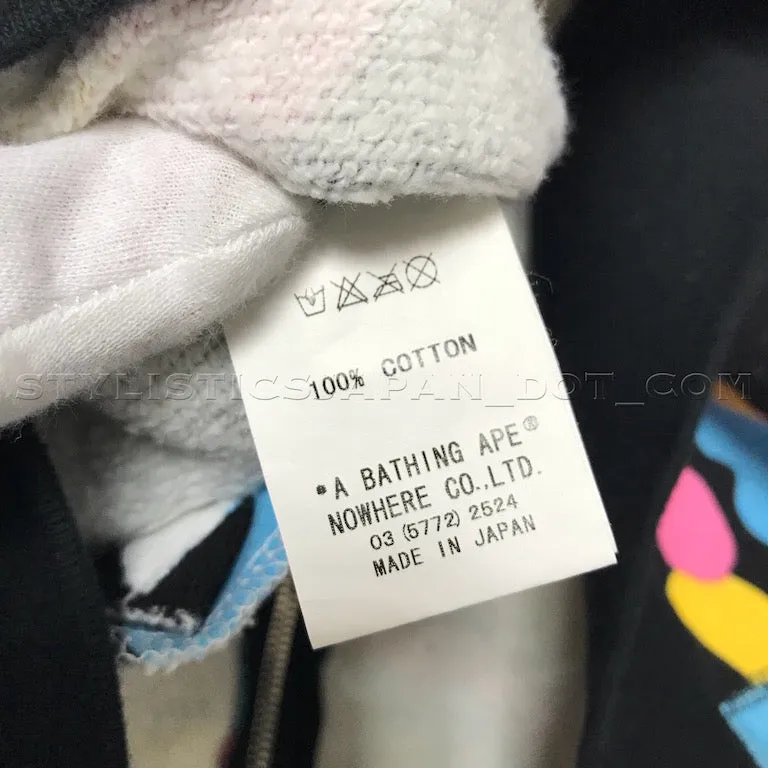 100% COTTON
STYLISTICSJAPAN_DOT_COM
*A BATHING APE®
NOWHERE CO.,LTD.
03 (5772) 2524
MADE IN JAPAN